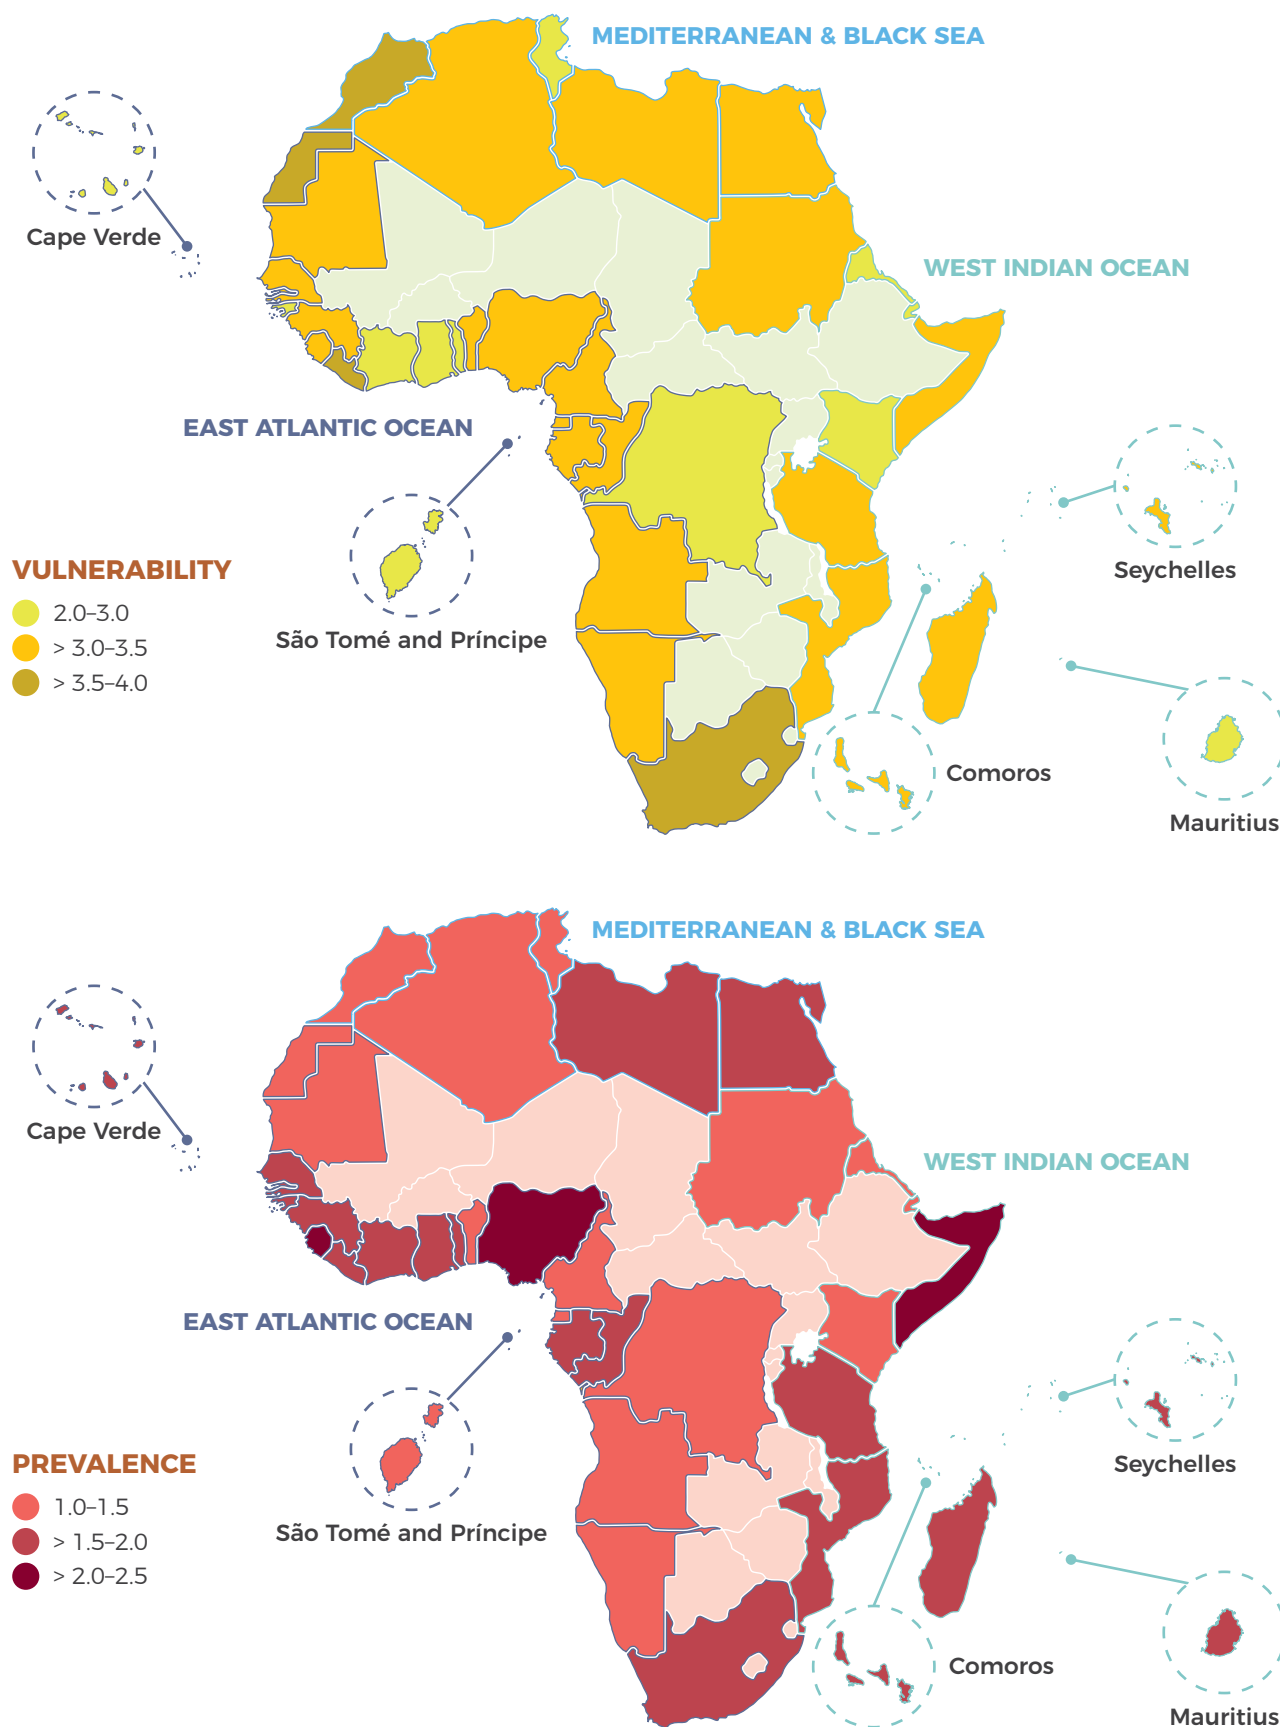 MEDITERRANEAN & BLACK SEA
Cape Verde
WEST INDIAN OCEAN
EAST ATLANTIC OCEAN
VULNERABILITY
2.0–3.0
> 3.0–3.5
> 3.5–4.0
São Tomé and Príncipe
Seychelles
Comoros
Mauritius
MEDITERRANEAN & BLACK SEA
Cape Verde
WEST INDIAN OCEAN
EAST ATLANTIC OCEAN
PREVALENCE
1.0–1.5
> 1.5–2.0
> 2.0–2.5
São Tomé and Príncipe
Seychelles
Comoros
Mauritius